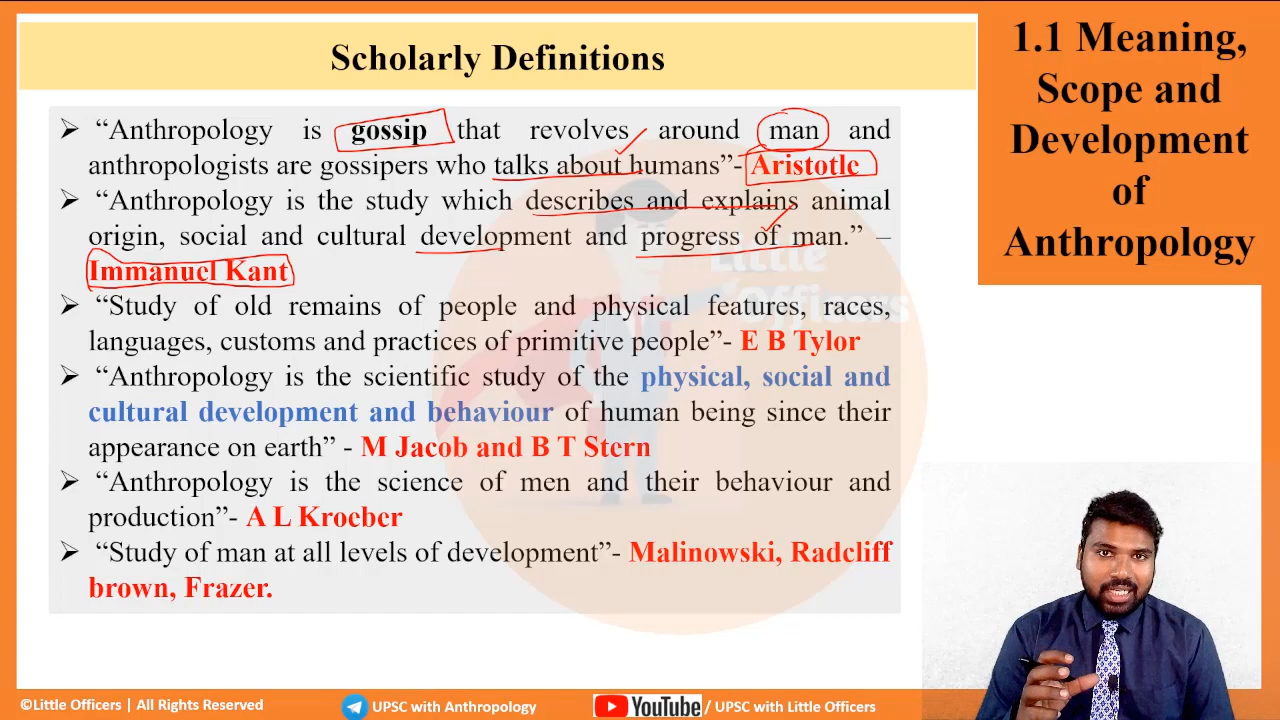 Scholarly Definitions
1.1 Meaning,
Scope and
Development
of
Anthropology
➤ “Anthropology is gossip that revolves around man and
anthropologists are gossipers who talks about humans”- Aristotle
➤ “Anthropology is the study which describes and explains animal
origin, social and cultural development and progress of man.” –
Immanuel Kant
➤ “Study of old remains of people and physical features, races,
languages, customs and practices of primitive people”- E B Tylor
➤ “Anthropology is the scientific study of the physical, social and
cultural development and behaviour of human being since their
appearance on earth” - M Jacob and B T Stern
➤ “Anthropology is the science of men and their behaviour and
production”- A L Kroeber
➤ “Study of man at all levels of development”- Malinowski, Radcliff
brown, Frazer.
Little
Officers
©Little Officers | All Rights Reserved
UPSC with Anthropology
YouTube / UPSC with Little Officers